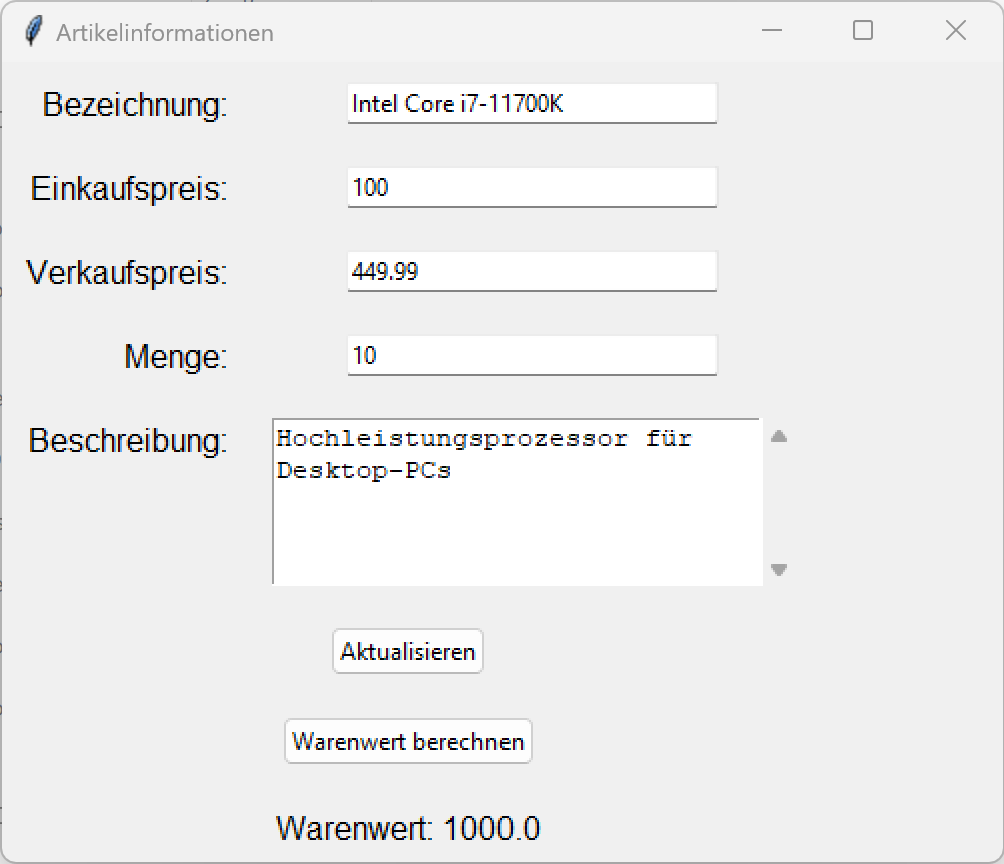 Artikelinformationen
Bezeichnung: Intel Core i7-11700K
Einkaufspreis: 100
Verkaufspreis: 449.99
Menge: 10
Beschreibung: Hochleistungsprozessor für
Desktop-PCs
Aktualisieren
Warenwert berechnen
Warenwert: 1000.0